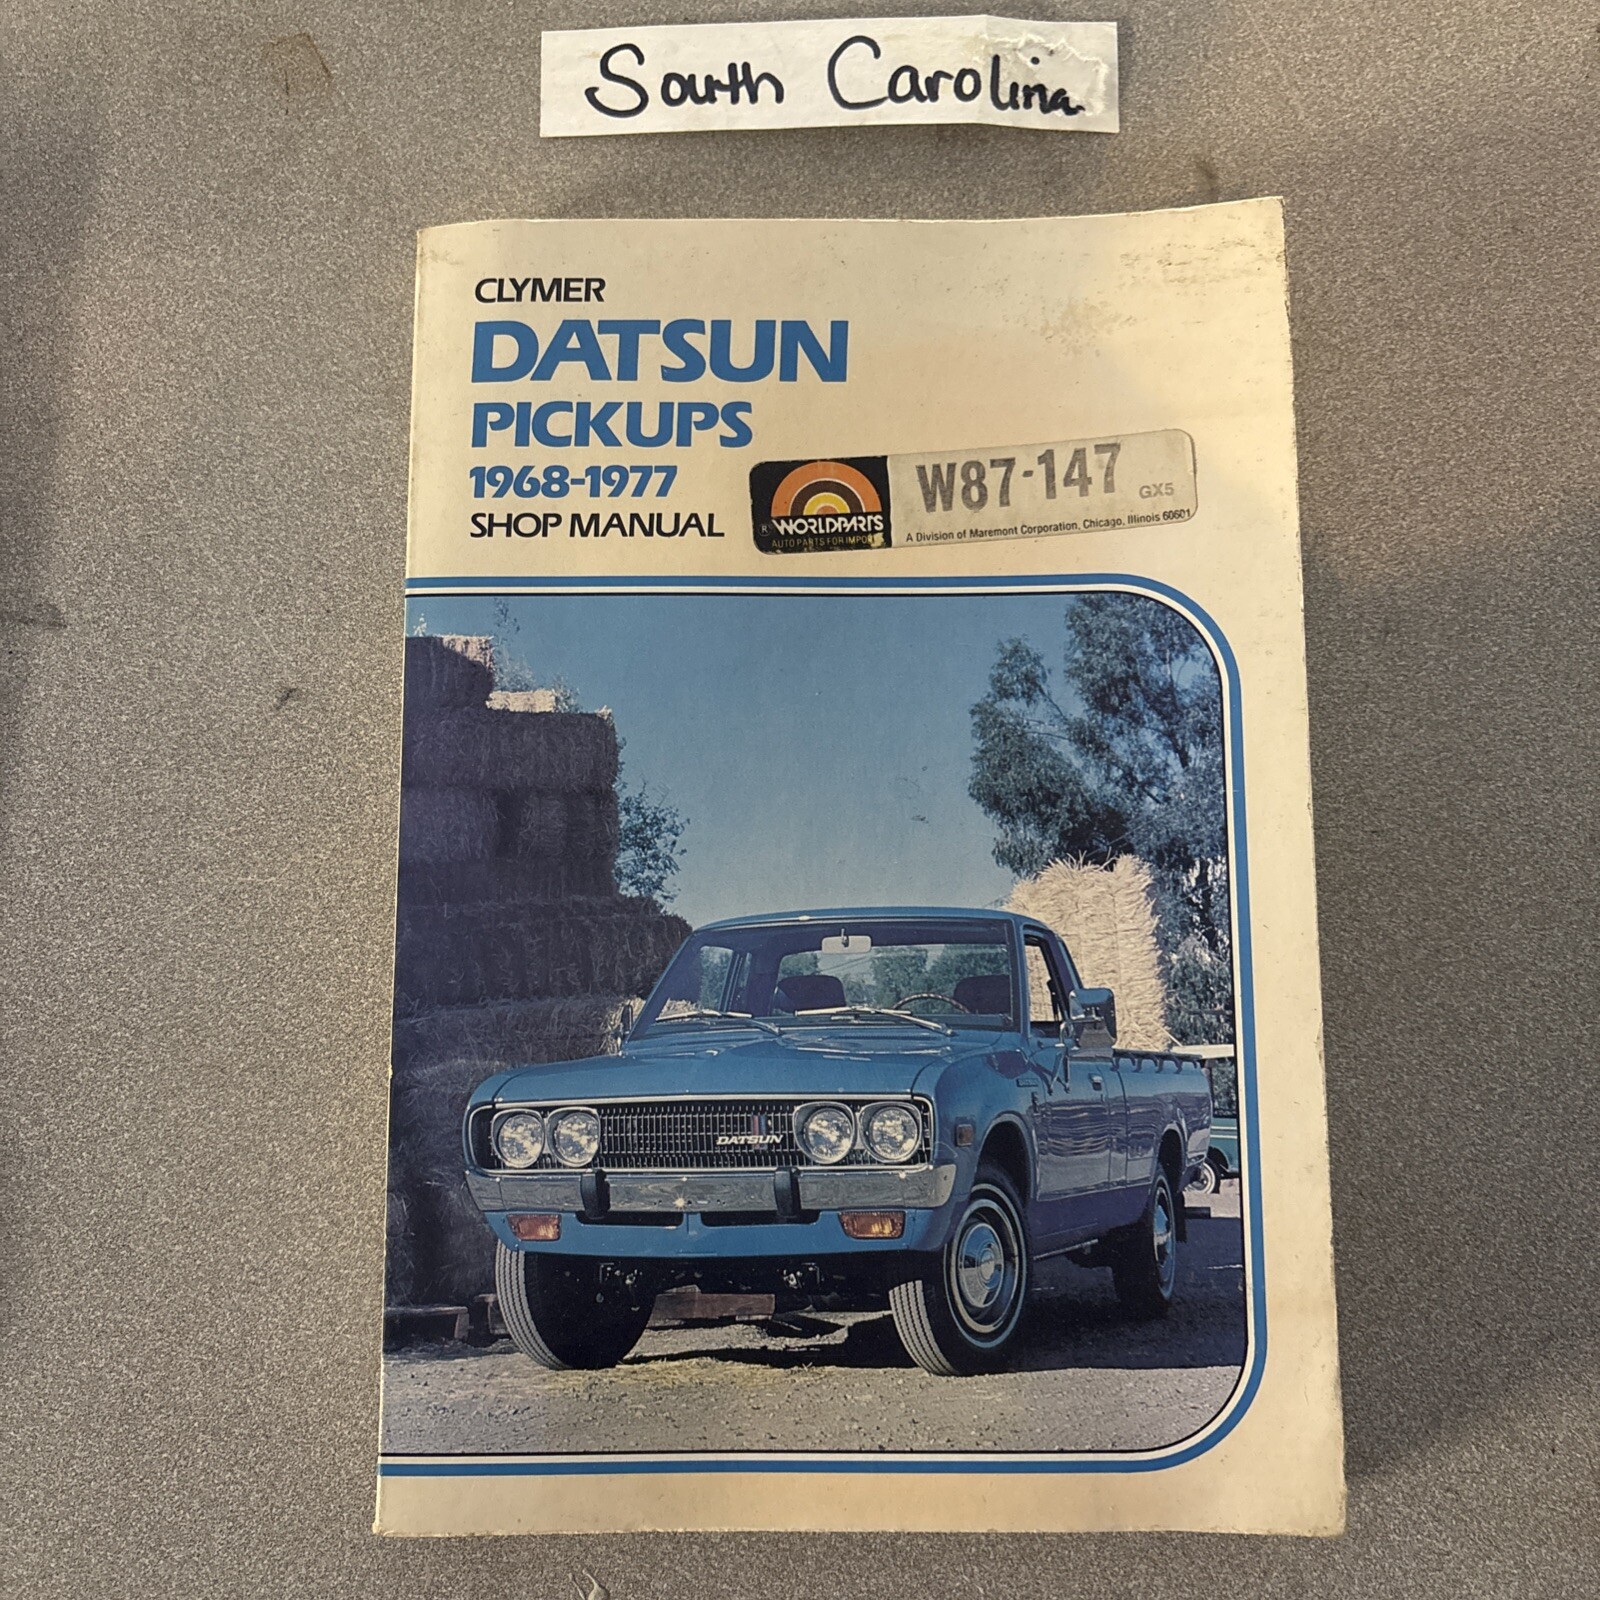 South Carolina
CLYMER
DATSUN
PICKUPS
1968-1977
SHOP MANUAL
® WORLDPARTS
AUTO PARTS FOR IMPOR
W87-147
GX5
A Division of Maremont Corporation, Chicago, Illinois 60601
DATSUN